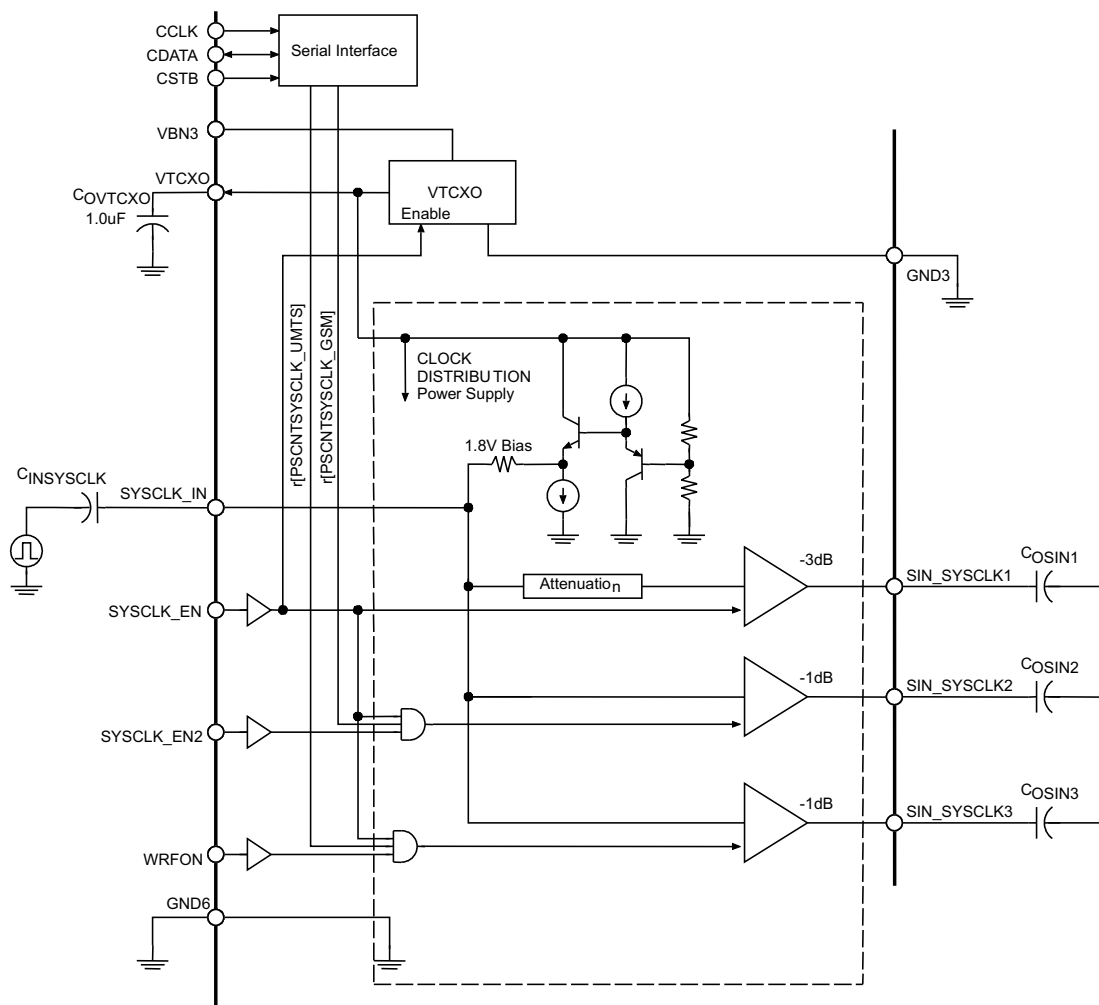 CCLK
CDATA
CSTB
Serial Interface
VBN3
VTCXO
COVTCXO
1.0uF
VTCXO
Enable
GND3
r[PSCNTSYSCLK_UMTS]
r[PSCNTSYSCLK_GSM]
CLOCK
DISTRIBUTION
Power Supply
1.8V Bias
CINSYSCLK
SYSCLK_IN
-3dB
Attenuation
SIN_SYSCLK1
COSIN1
SYSCLK_EN
-1dB
SIN_SYSCLK2
COSIN2
SYSCLK_EN2
-1dB
SIN_SYSCLK3
COSIN3
WRFON
GND6